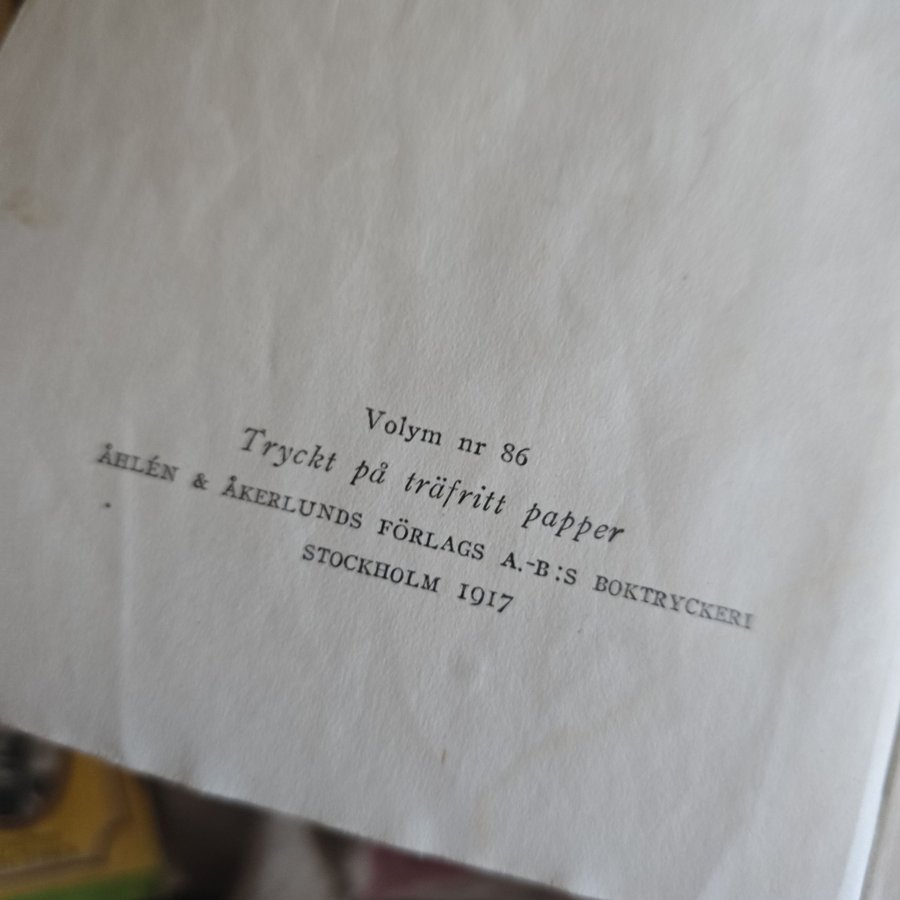 Volym nr 86
Tryckt på träfritt papper
ÅHLÉN & ÅKERLUNDS FÖRLAGS A.-B:S BOKTRYCKERI
STOCKHOLM 1917